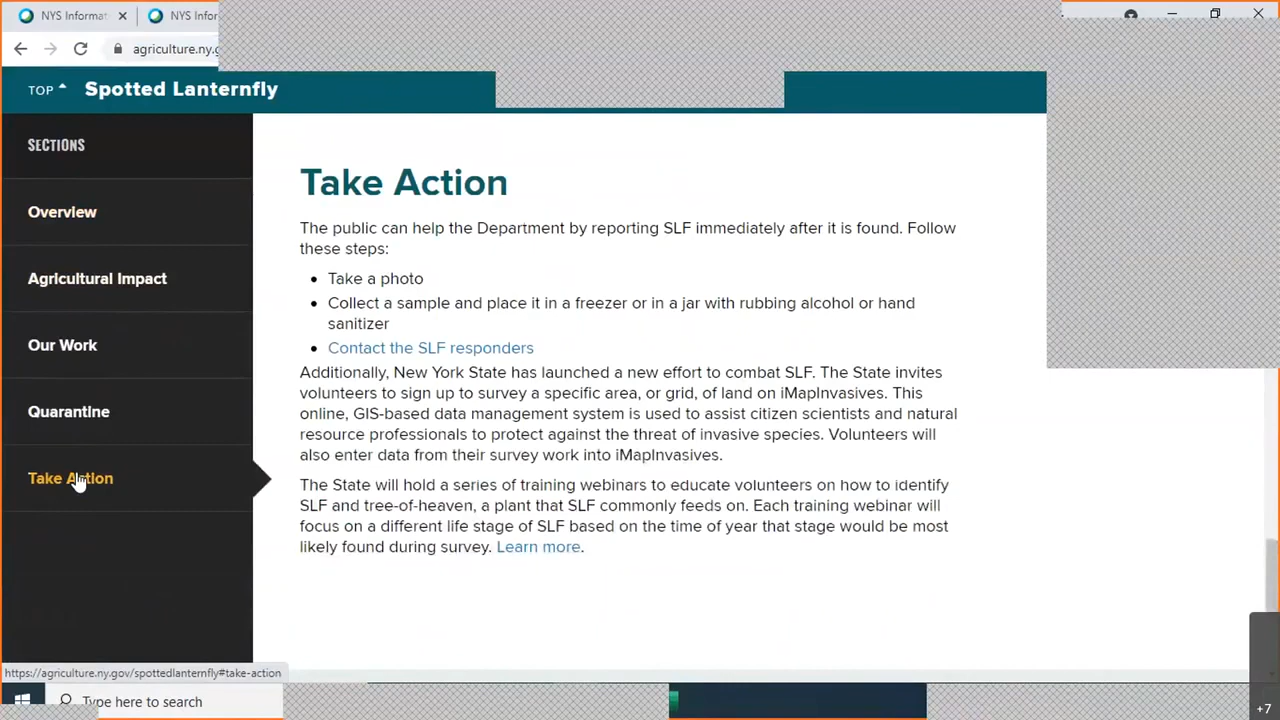 NYS Informat
NYS Infor
agriculture.ny.g
TOP Spotted Lanternfly
SECTIONS
Overview
Agricultural Impact
Our Work
Quarantine
Take Action
Take Action
The public can help the Department by reporting SLF immediately after it is found. Follow
these steps:
• Take a photo
• Collect a sample and place it in a freezer or in a jar with rubbing alcohol or hand
sanitizer
• Contact the SLF responders
Additionally, New York State has launched a new effort to combat SLF. The State invites
volunteers to sign up to survey a specific area, or grid, of land on iMapInvasives. This
online, GIS-based data management system is used to assist citizen scientists and natural
resource professionals to protect against the threat of invasive species. Volunteers will
also enter data from their survey work into iMapInvasives.
The State will hold a series of training webinars to educate volunteers on how to identify
SLF and tree-of-heaven, a plant that SLF commonly feeds on. Each training webinar will
focus on a different life stage of SLF based on the time of year that stage would be most
likely found during survey. Learn more.
https://agriculture.ny.gov/spottedlanternfly#take-action
Type here to search
+7